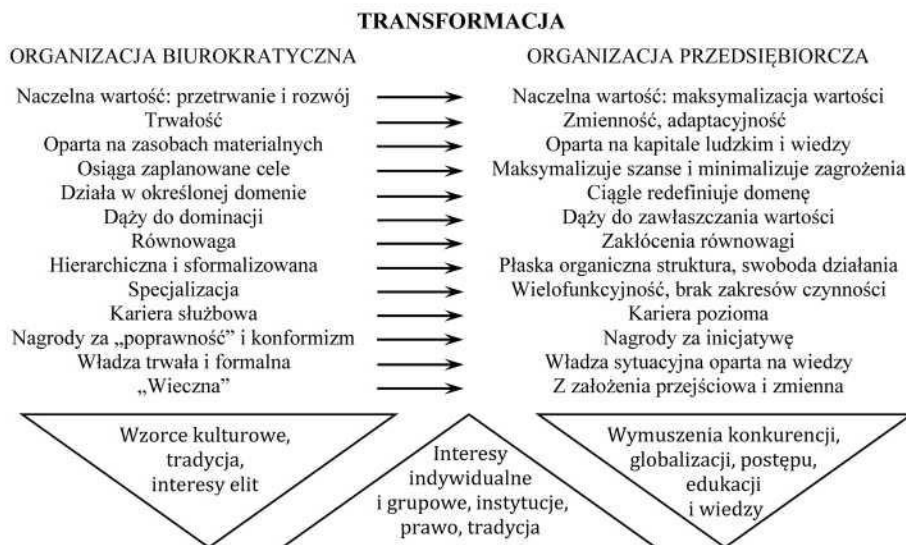 TRANSFORMACJA
ORGANIZACJA BIUROKRATYCZNA
ORGANIZACJA PRZEDSIĘBIORCZA
Naczelna wartość: przetrwanie i rozwój
Naczelna wartość: maksymalizacja wartości
Trwałość
Zmienność, adaptacyjność
Oparta na zasobach materialnych
Oparta na kapitale ludzkim i wiedzy
Osiąga zaplanowane cele
Maksymalizuje szanse i minimalizuje zagrożenia
Działa w określonej domenie
Ciągle redefiniuje domenę
Dąży do dominacji
Dąży do zawłaszczania wartości
Równowaga
Zakłócenia równowagi
Hierarchiczna i sformalizowana
Płaska organiczna struktura, swoboda działania
Specjalizacja
Wielofunkcyjność, brak zakresów czynności
Kariera służbowa
Kariera pozioma
Nagrody za „poprawność” i konformizm
Nagrody za inicjatywę
Władza trwała i formalna
Władza sytuacyjna oparta na wiedzy
„Wieczna”
Z założenia przejściowa i zmienna
Wzorce kulturowe,
tradycja,
interesy elit
Interesy
indywidualne
i grupowe, instytucje,
prawo, tradycja
Wymuszenia konkurencji,
globalizacji, postępu,
edukacji
i wiedzy